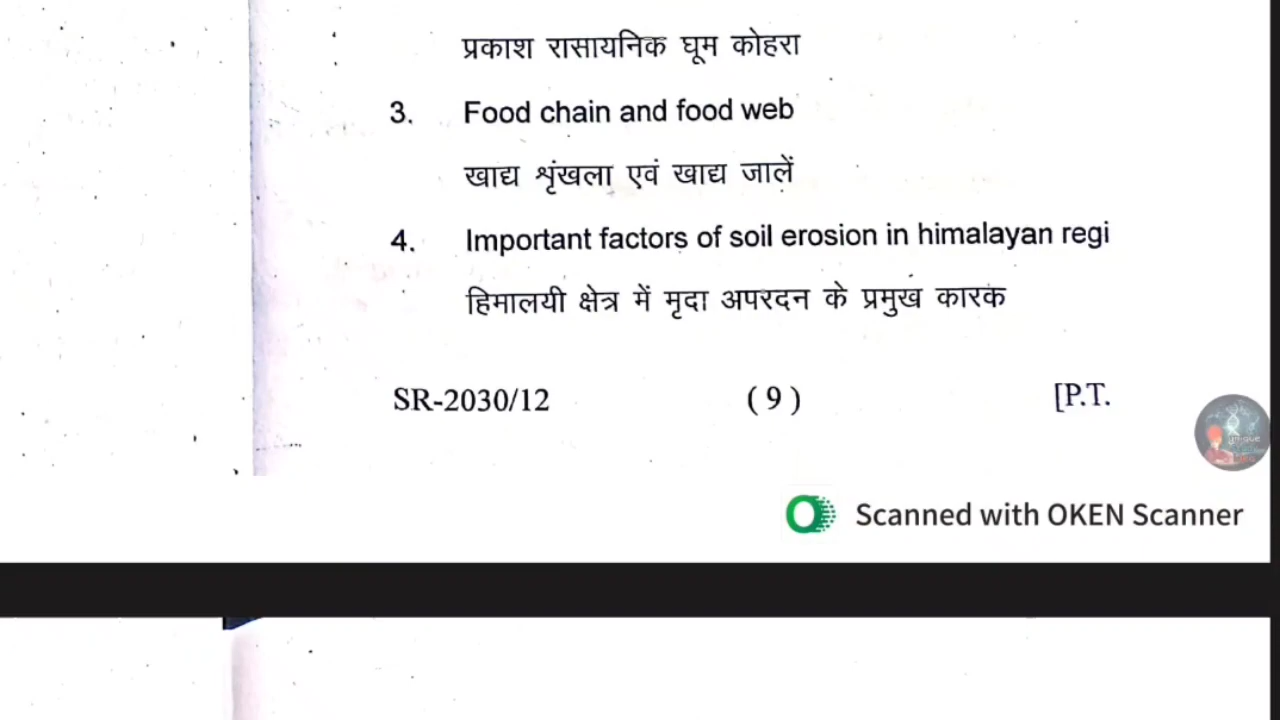 प्रकाश रासायनिक घूम कोहरा
3. Food chain and food web
खाद्य शृंखला एवं खाद्य जालें
4. Important factors of soil erosion in himalayan regi
हिमालयी क्षेत्र में मृदा अपरदन के प्रमुख कारक
SR-2030/12 (9) [P.T.
Scanned with OKEN Scanner